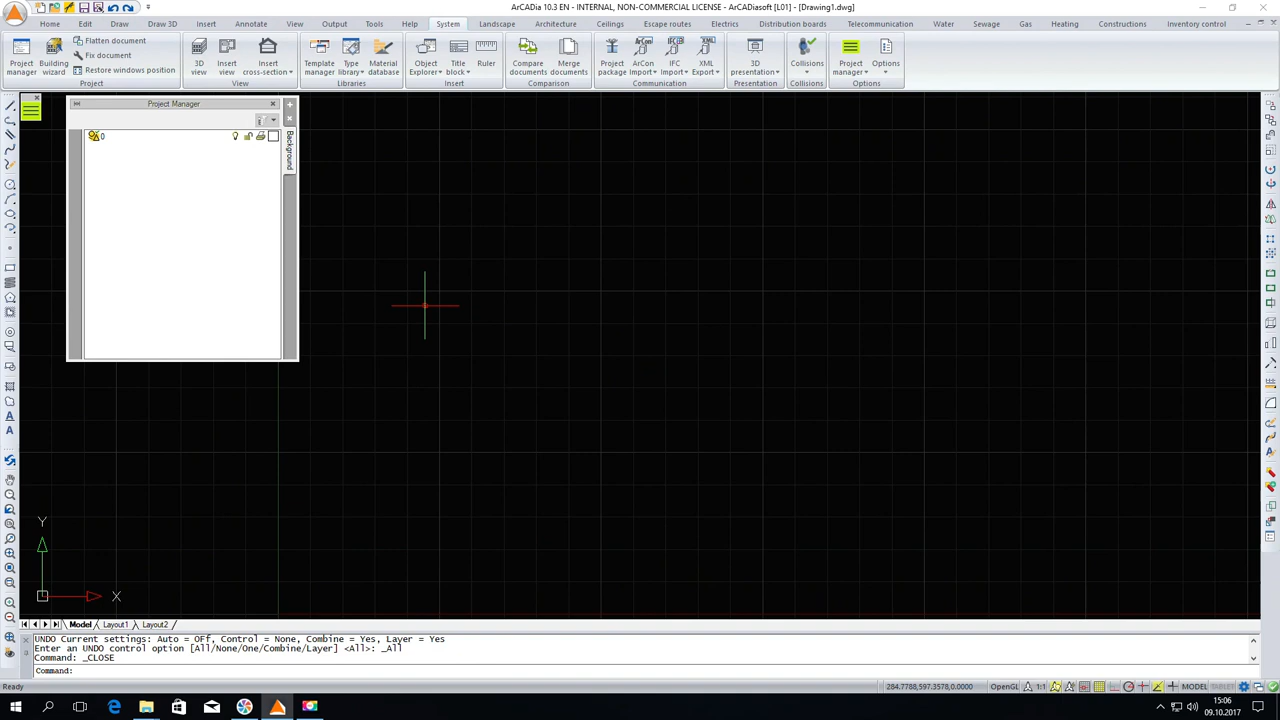 ArCADia 10.3 EN - INTERNAL, NON-COMMERCIAL LICENSE - ArCADiasoft [L01] - [Drawing1.dwg]
Home Edit Draw Draw 3D Insert Annotate View Output Tools Help System Landscape Architecture Ceilings Escape routes Electrics Distribution boards Telecommunication Water Sewage Gas Heating Constructions Inventory control
Project manager
Building wizard
Flatten document
Fix document
Restore windows position
3D view
Insert view
Insert cross-section
Template manager
Type library
Material database
Object Explorer
Title block
Ruler
Compare documents
Merge documents
Project package
ArCon Import
IFC Import
XML Export
3D presentation
Collisions
Project manager
Options
Project View Libraries Insert Comparison Communication Presentation Collisions Options
Project Manager
0
Background
Y
X
Model Layout1 Layout2
UNDO Current settings: Auto = OFf, Control = None, Combine = Yes, Layer = Yes
Enter an UNDO control option [All/None/One/Combine/Layer] <All>: _All
Command: _CLOSE
Command:
Ready
284.7788,597.3578,0.0000 OpenGL 1:1 MODEL TABLET
15:06
09.10.2017